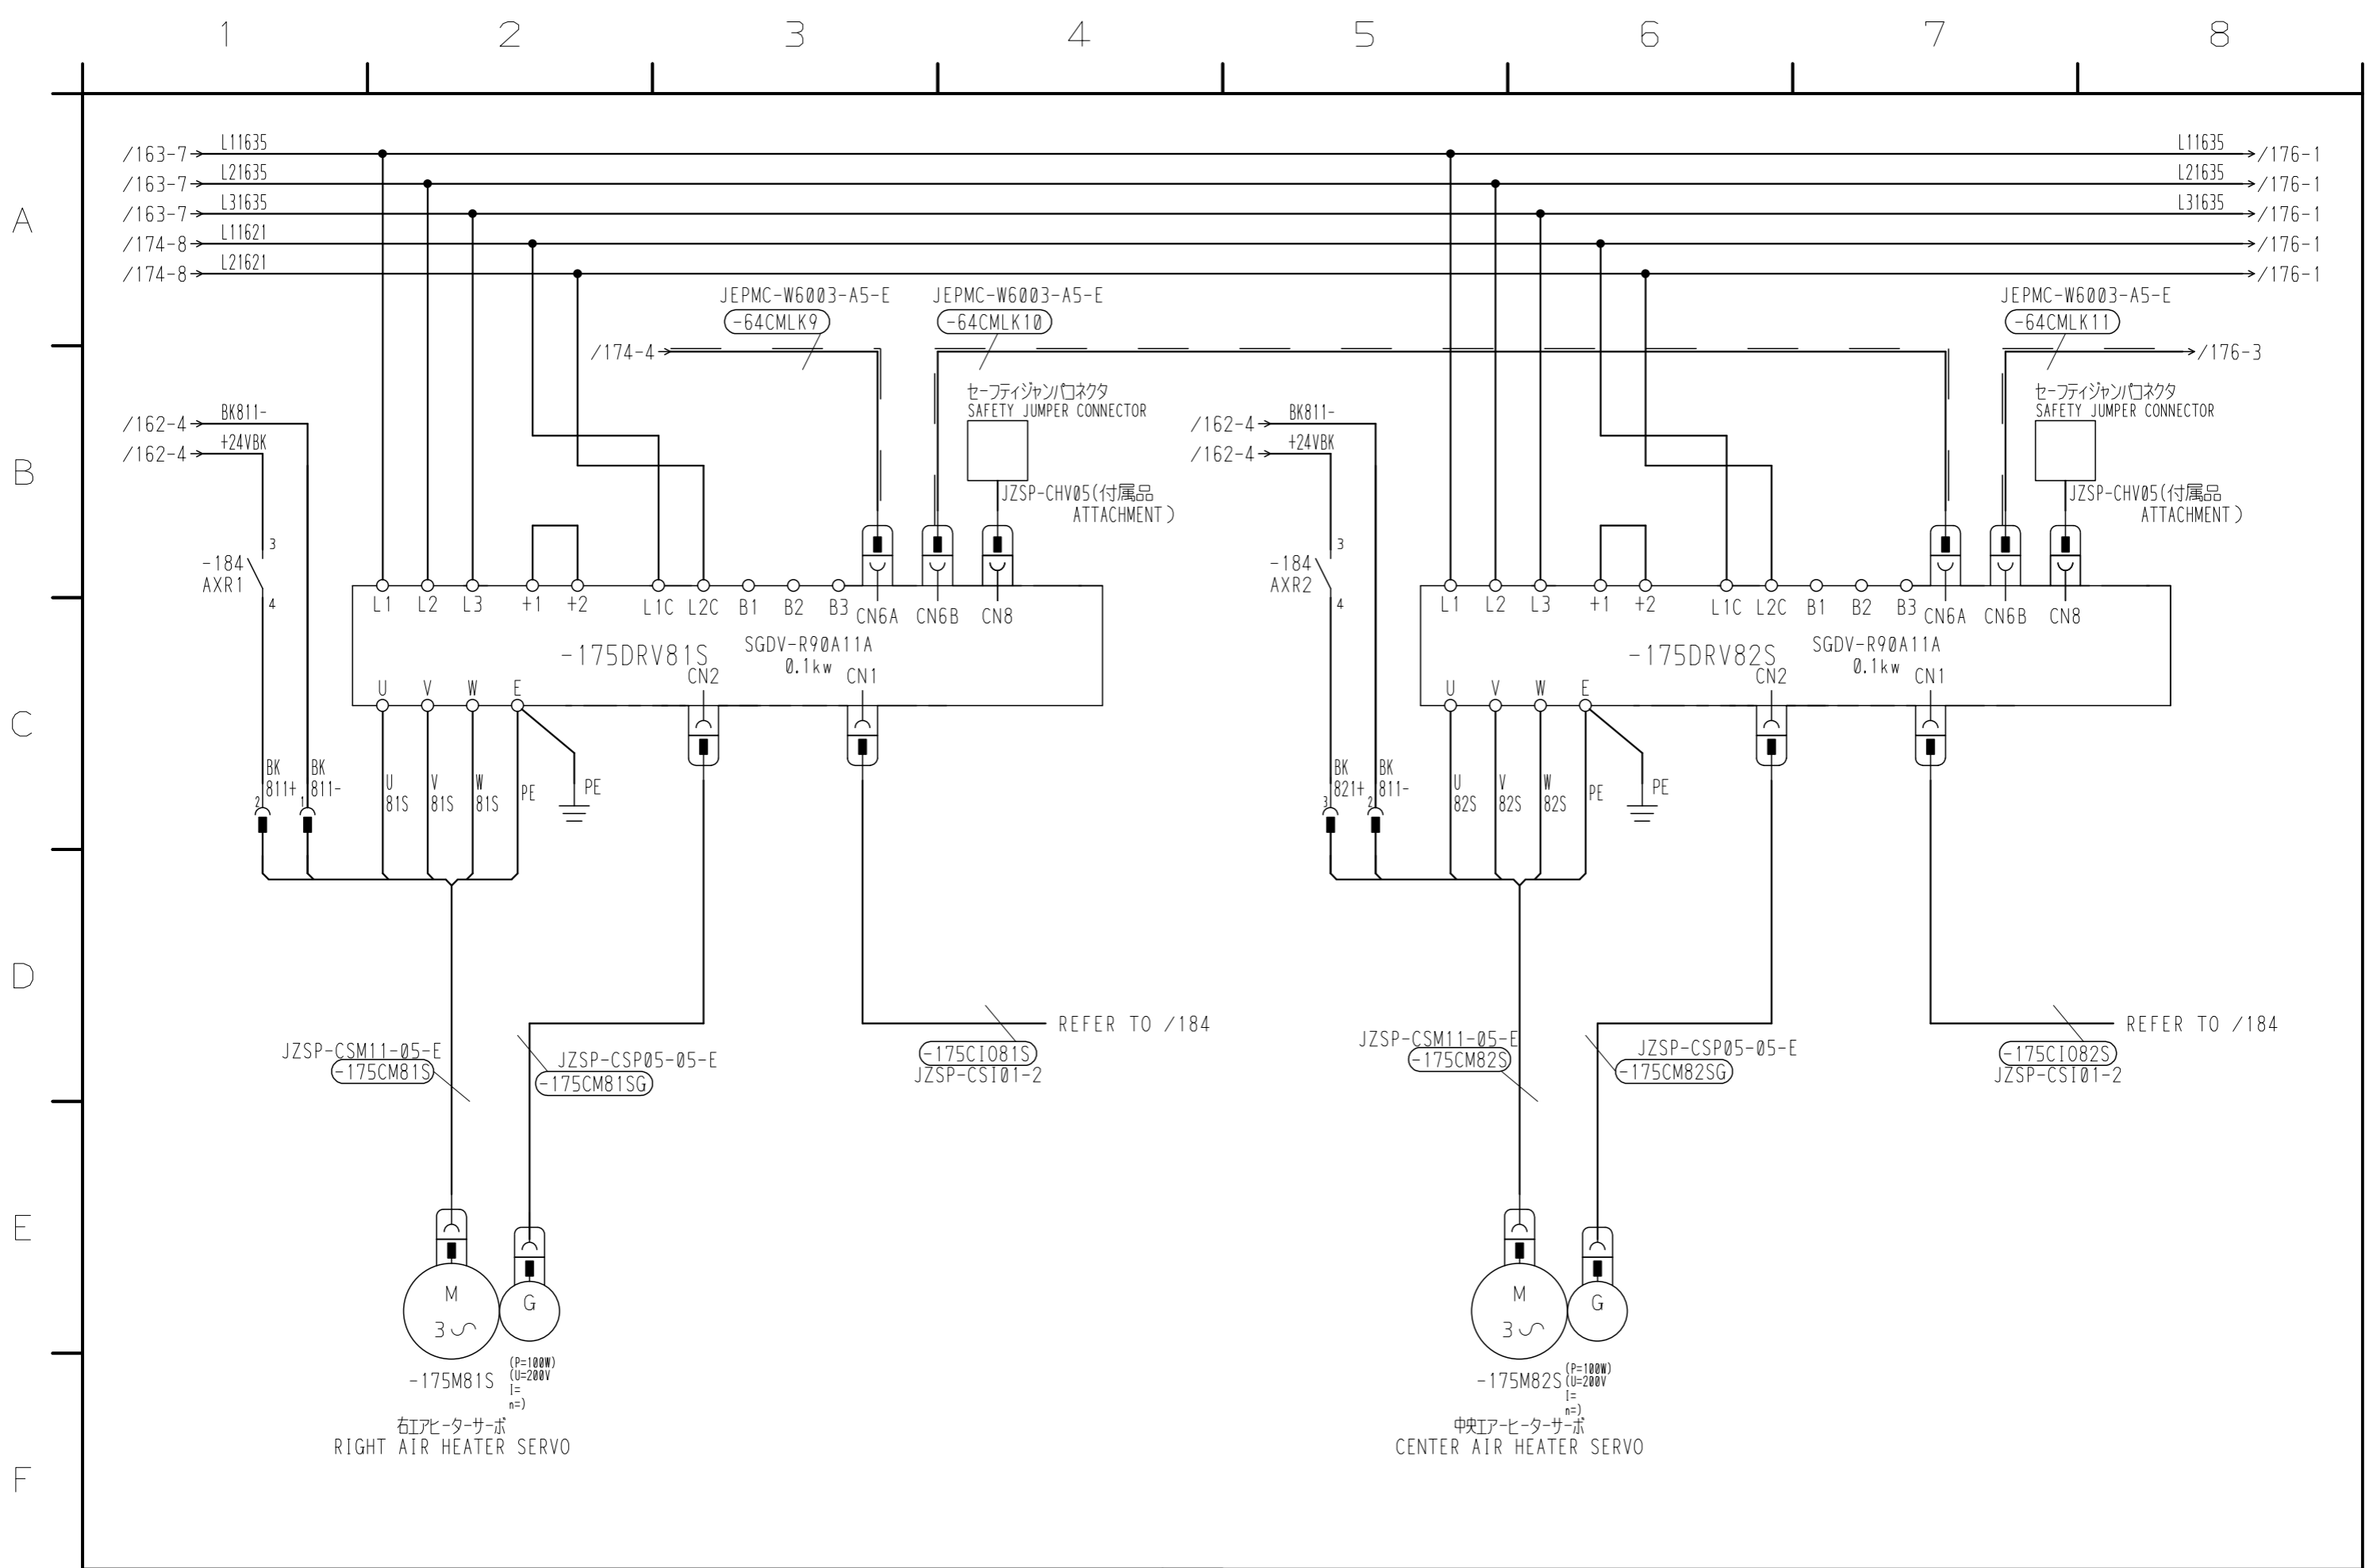 1 2 3 4 5 6 7 8
A
/163-7 L11635 L11635 /176-1
/163-7 L21635 L21635 /176-1
/163-7 L31635 L31635 /176-1
/174-8 L11621 /176-1
/174-8 L21621 /176-1
JEPMC-W6003-A5-E JEPMC-W6003-A5-E JEPMC-W6003-A5-E
-64CMLK9 -64CMLK10 -64CMLK11
/174-4 /176-3
B
セーフティジャンパコネクタ セーフティジャンパコネクタ
SAFETY JUMPER CONNECTOR SAFETY JUMPER CONNECTOR
/162-4 BK811- /162-4 BK811-
/162-4 +24VBK /162-4 +24VBK
JZSP-CHV05(付属品 JZSP-CHV05(付属品
ATTACHMENT) ATTACHMENT)
3 3
-184 -184
AXR1 AXR2
4 4
L1 L2 L3 +1 +2 L1C L2C B1 B2 B3 CN6A CN6B CN8 L1 L2 L3 +1 +2 L1C L2C B1 B2 B3 CN6A CN6B CN8
C
-175DRV81S SGDV-R90A11A -175DRV82S SGDV-R90A11A
0.1kw 0.1kw
CN2 CN1 CN2 CN1
U V W E U V W E
BK BK BK BK
811+ 811- 821+ 811-
2 1 3 2
U V W PE PE U V W PE PE
81S 81S 81S 82S 82S 82S
D
REFER TO /184 REFER TO /184
JZSP-CSM11-05-E JZSP-CSP05-05-E JZSP-CSM11-05-E JZSP-CSP05-05-E
-175CM81S -175CM81SG -175CIO81S -175CM82S -175CM82SG -175CIO82S
JZSP-CSI01-2 JZSP-CSI01-2
E
M G M G
3 3
-175M81S (P=100W) -175M82S (P=100W)
(U=200V (U=200V
I= I=
n=) n=)
右エアヒーターサーボ 中央エアーヒーターサーボ
RIGHT AIR HEATER SERVO CENTER AIR HEATER SERVO
F